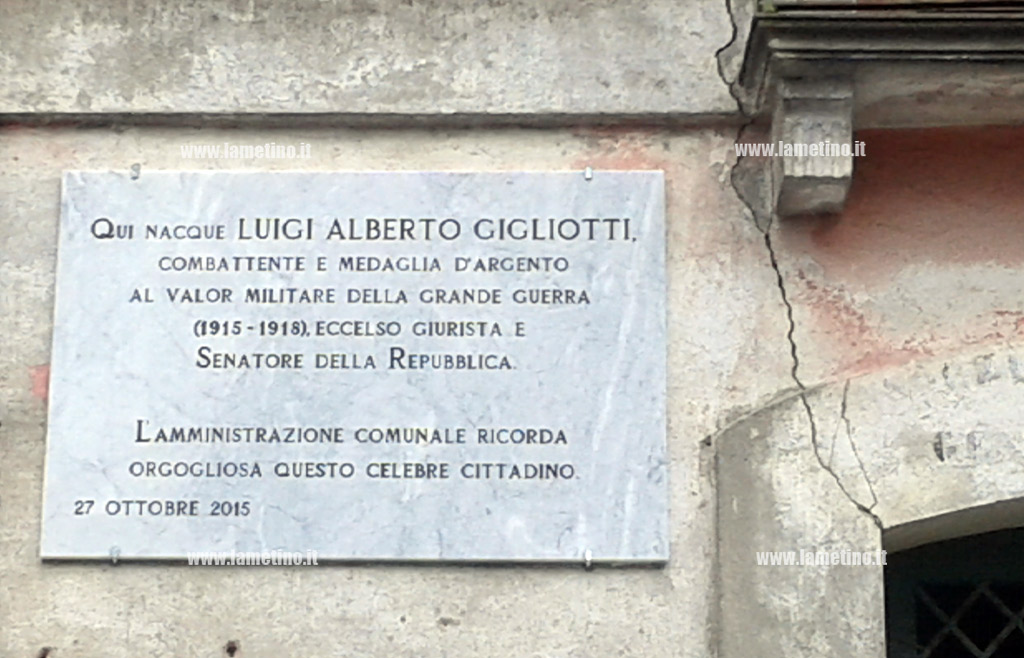 www.lametino.it www.lametino.it
QUI NACQUE LUIGI ALBERTO GIGLIOTTI,
COMBATTENTE E MEDAGLIA D'ARGENTO
AL VALOR MILITARE DELLA GRANDE GUERRA
(1915-1918), ECCELSO GIURISTA E
SENATORE DELLA REPUBBLICA.
L'AMMINISTRAZIONE COMUNALE RICORDA
ORGOGLIOSA QUESTO CELEBRE CITTADINO.
27 OTTOBRE 2015
www.lametino.it www.lametino.it